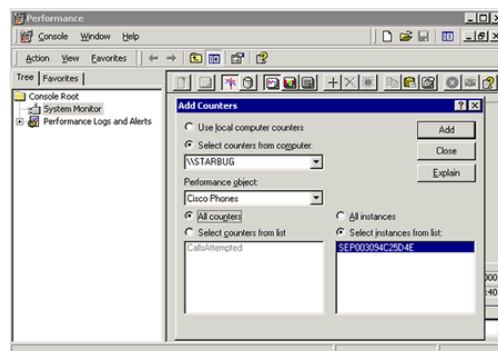 Performance
Console Window Help
Action View Favorites
Tree Favorites
Console Root
System Monitor
Performance Logs and Alerts
Add Counters
Use local computer counters
Select counters from computer:
\\STARBUG
Performance object:
Cisco Phones
All counters
Select counters from list
CallsAttempted
All instances
Select instances from list:
SEP003094C25D4E
Add
Close
Explain
000
:40